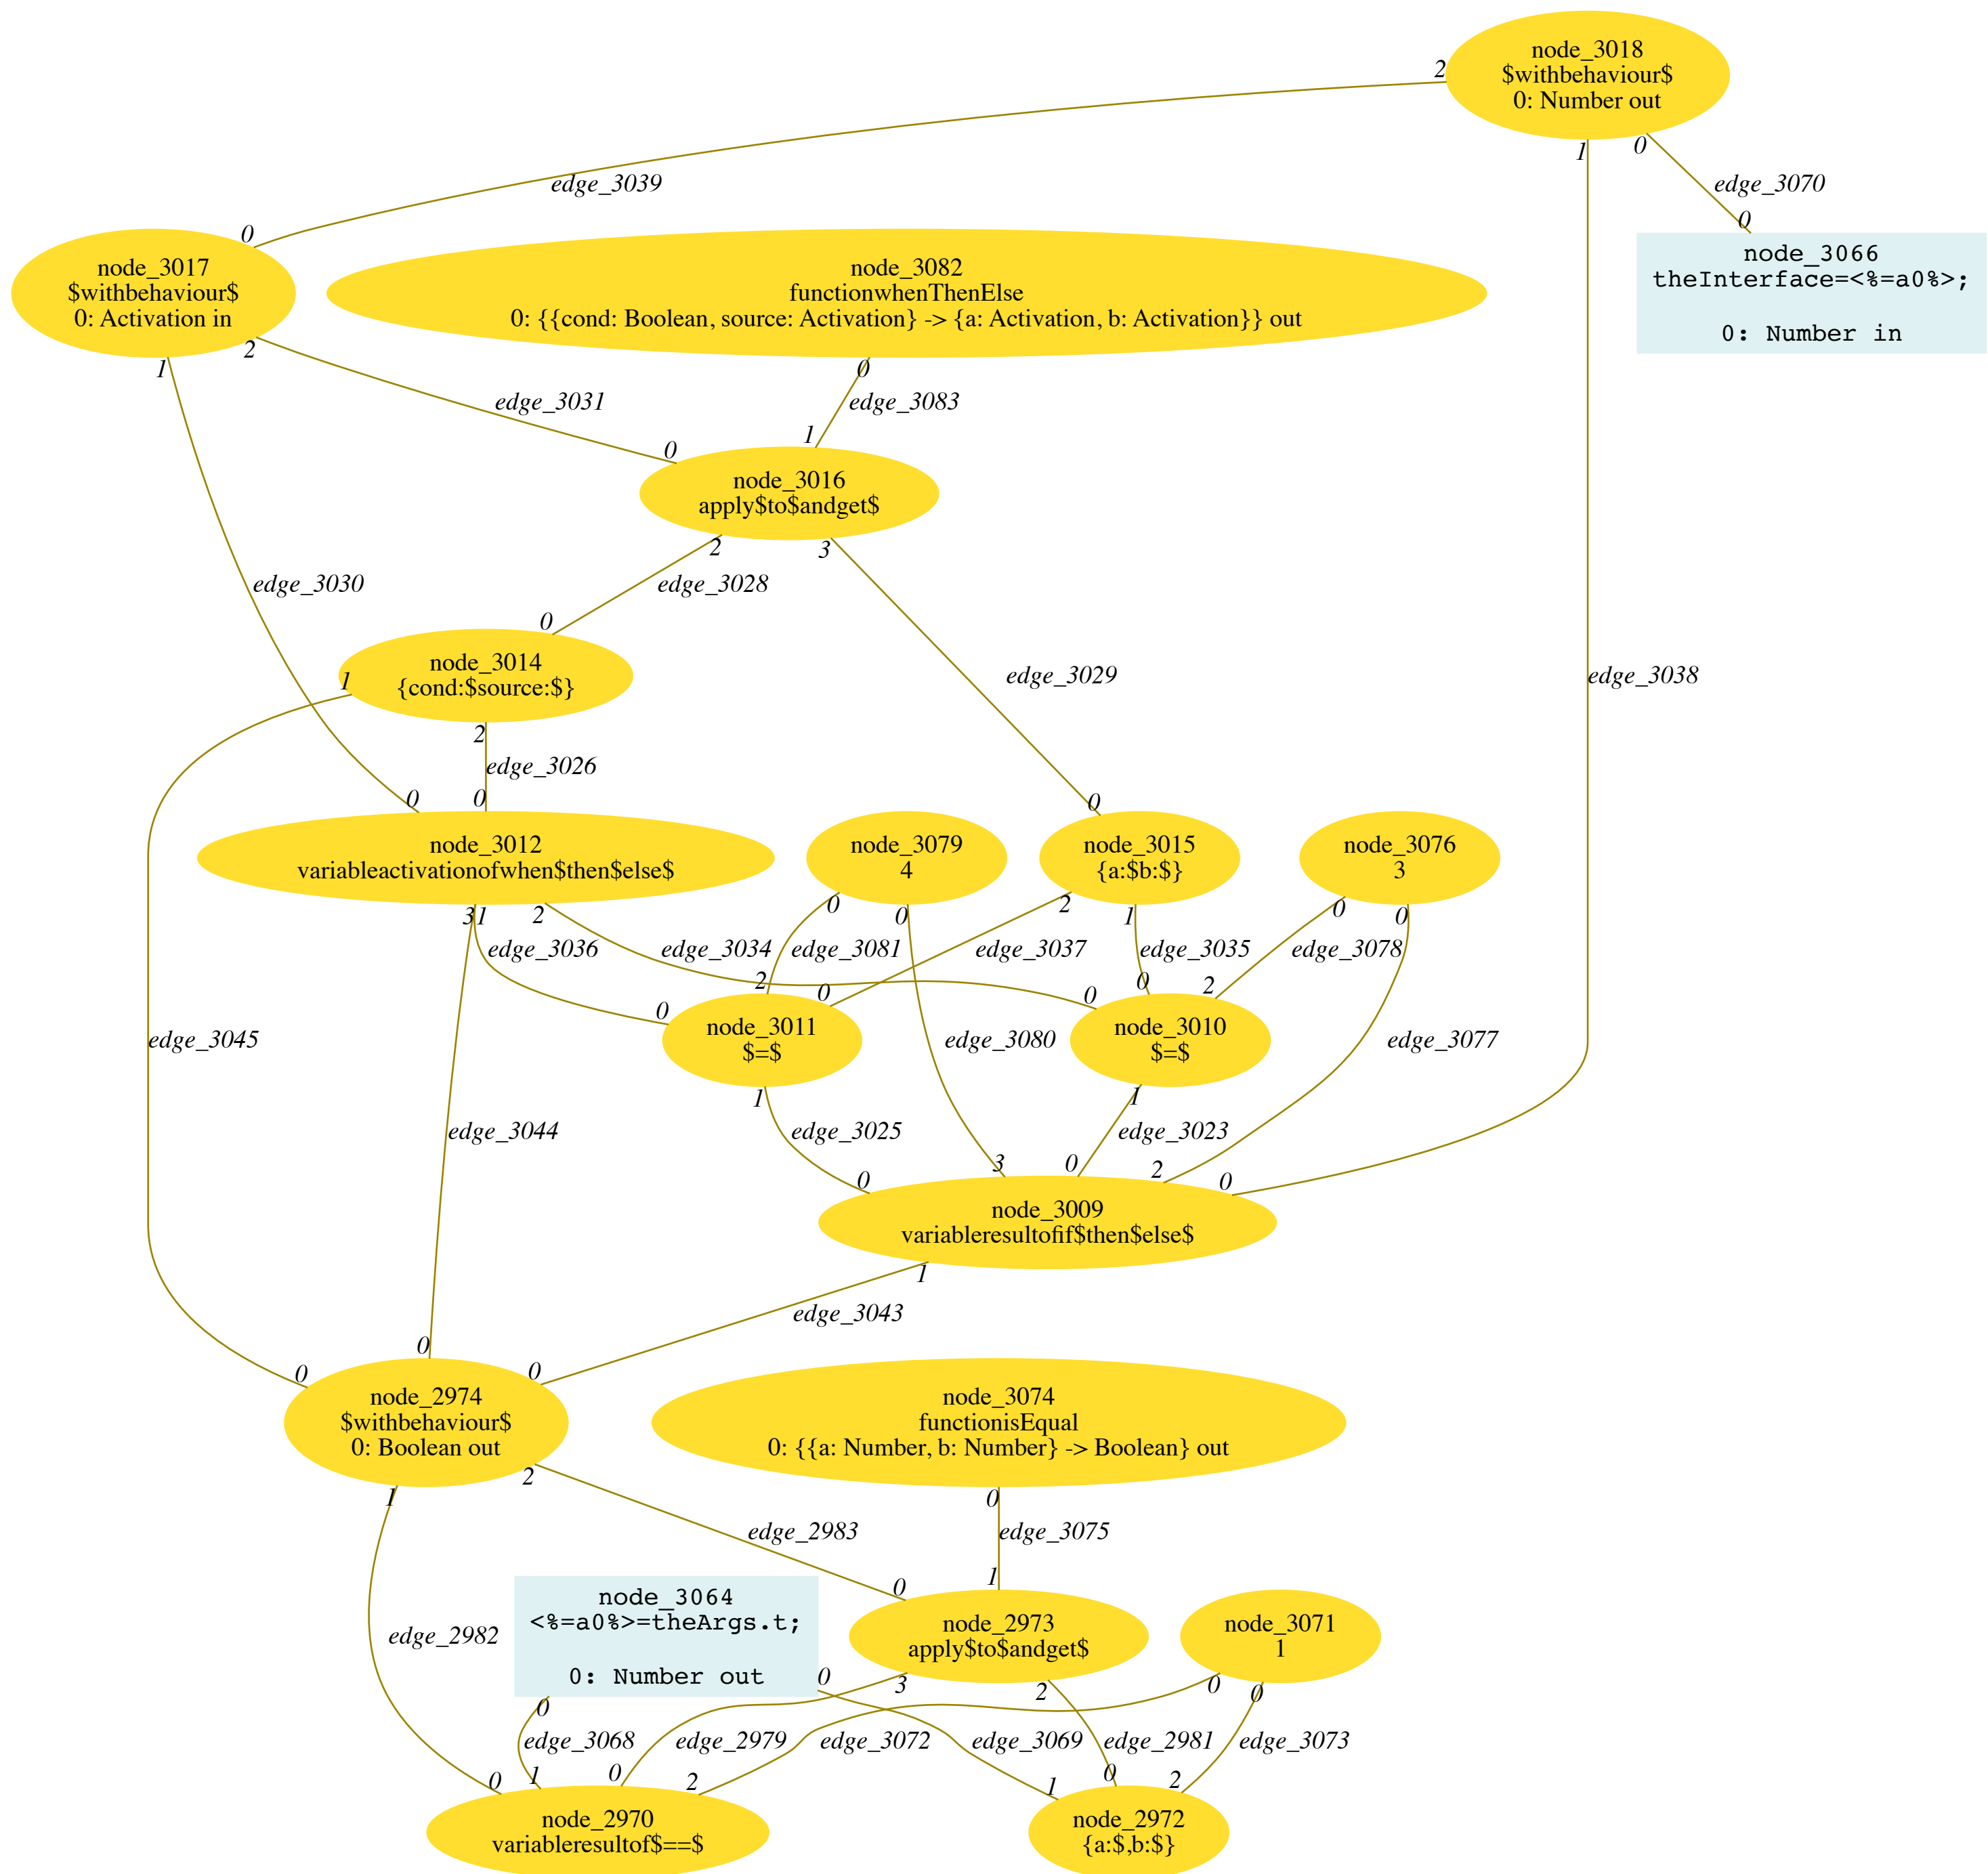 node_3018
$withbehaviour$
0: Number out
2
1
0
edge_3039
edge_3070
0
0
node_3017
$withbehaviour$
0: Activation in
node_3082
functionwhenThenElse
0: {{cond: Boolean, source: Activation} -> {a: Activation, b: Activation}} out
node_3066
theInterface=<%=a0%>;
0: Number in
1
2
0
edge_3031
edge_3083
0
1
node_3016
apply$to$andget$
2
3
edge_3030
edge_3028
0
node_3014
{cond:$source:$}
1
edge_3029
edge_3038
2
edge_3026
0
0
0
node_3012
variableactivationofwhen$then$else$
node_3079
4
node_3015
{a:$b:$}
node_3076
3
31
2
0
0
2
1
0
0
edge_3036
edge_3034
edge_3081
edge_3037
edge_3035
edge_3078
0
2
0
0
0
2
node_3011
$=$
node_3010
$=$
edge_3045
edge_3080
edge_3077
1
1
edge_3044
edge_3025
edge_3023
0
3
0
2
0
node_3009
variableresultofif$then$else$
1
edge_3043
0
0
0
node_2974
$withbehaviour$
0: Boolean out
node_3074
functionisEqual
0: {{a: Number, b: Number} -> Boolean} out
1
2
0
edge_2983
edge_3075
0
1
node_3064
<%=a0%>=theArgs.t;
0: Number out
node_2973
apply$to$andget$
node_3071
1
edge_2982
0
0
3
2
0
0
edge_3068
edge_2979
edge_3072
edge_3069
edge_2981
edge_3073
0
1
0
2
1
0
2
node_2970
variableresultof$==$
node_2972
{a:$,b:$}